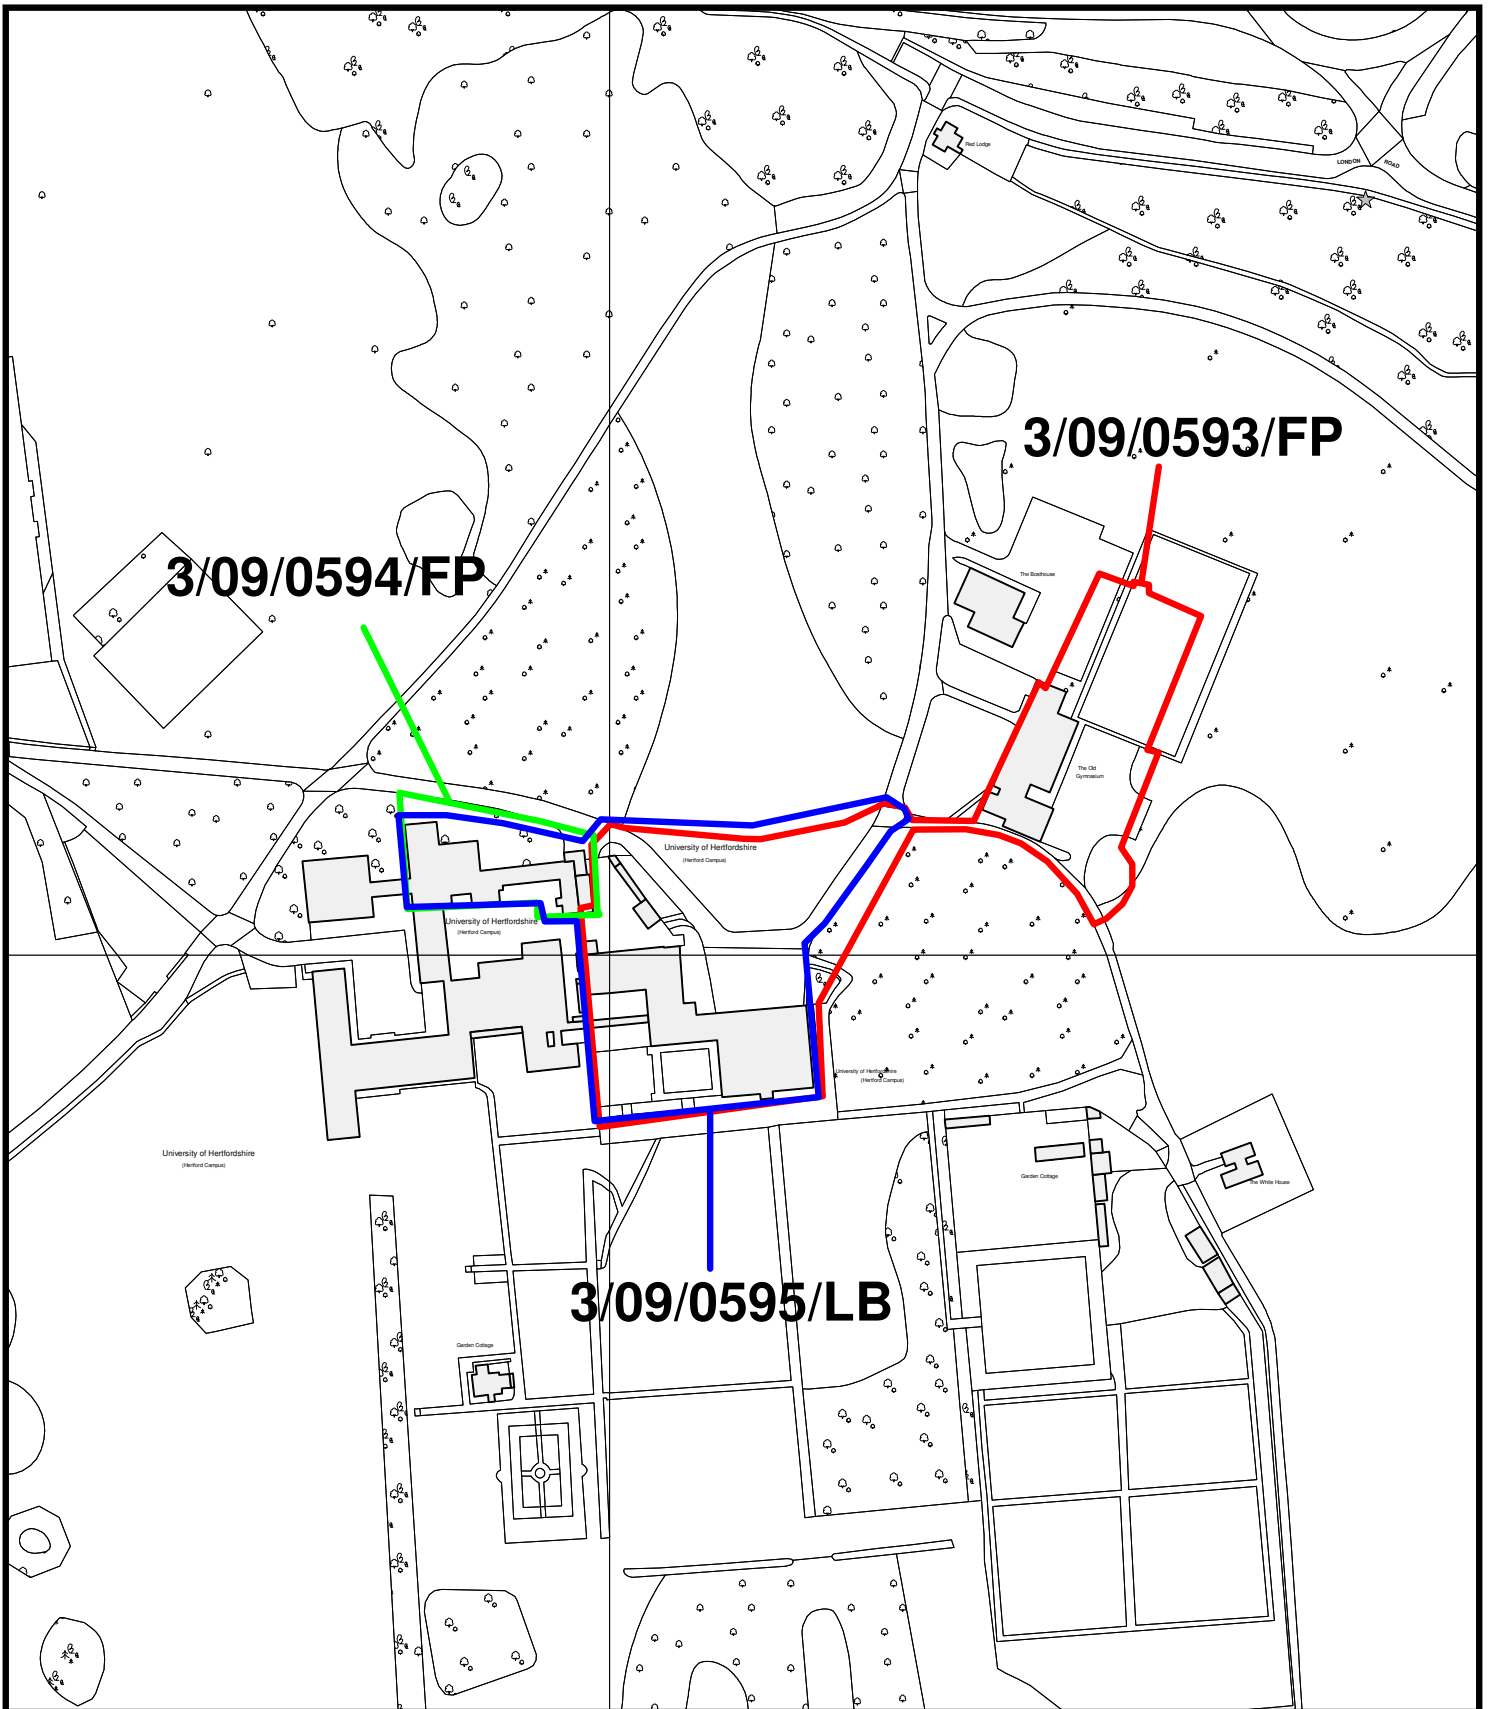 Red Lodge
LONDON ROAD
3/09/0593/FP
3/09/0594/FP
The Boathouse
The Old
Gymnasium
University of Hertfordshire
(Hertford Campus)
University of Hertfordshire
(Hertford Campus)
University of Hertfordshire
(Hertford Campus)
University of Hertfordshire
(Hertford Campus)
Garden Cottage
The White House
3/09/0595/LB
Garden Cottage